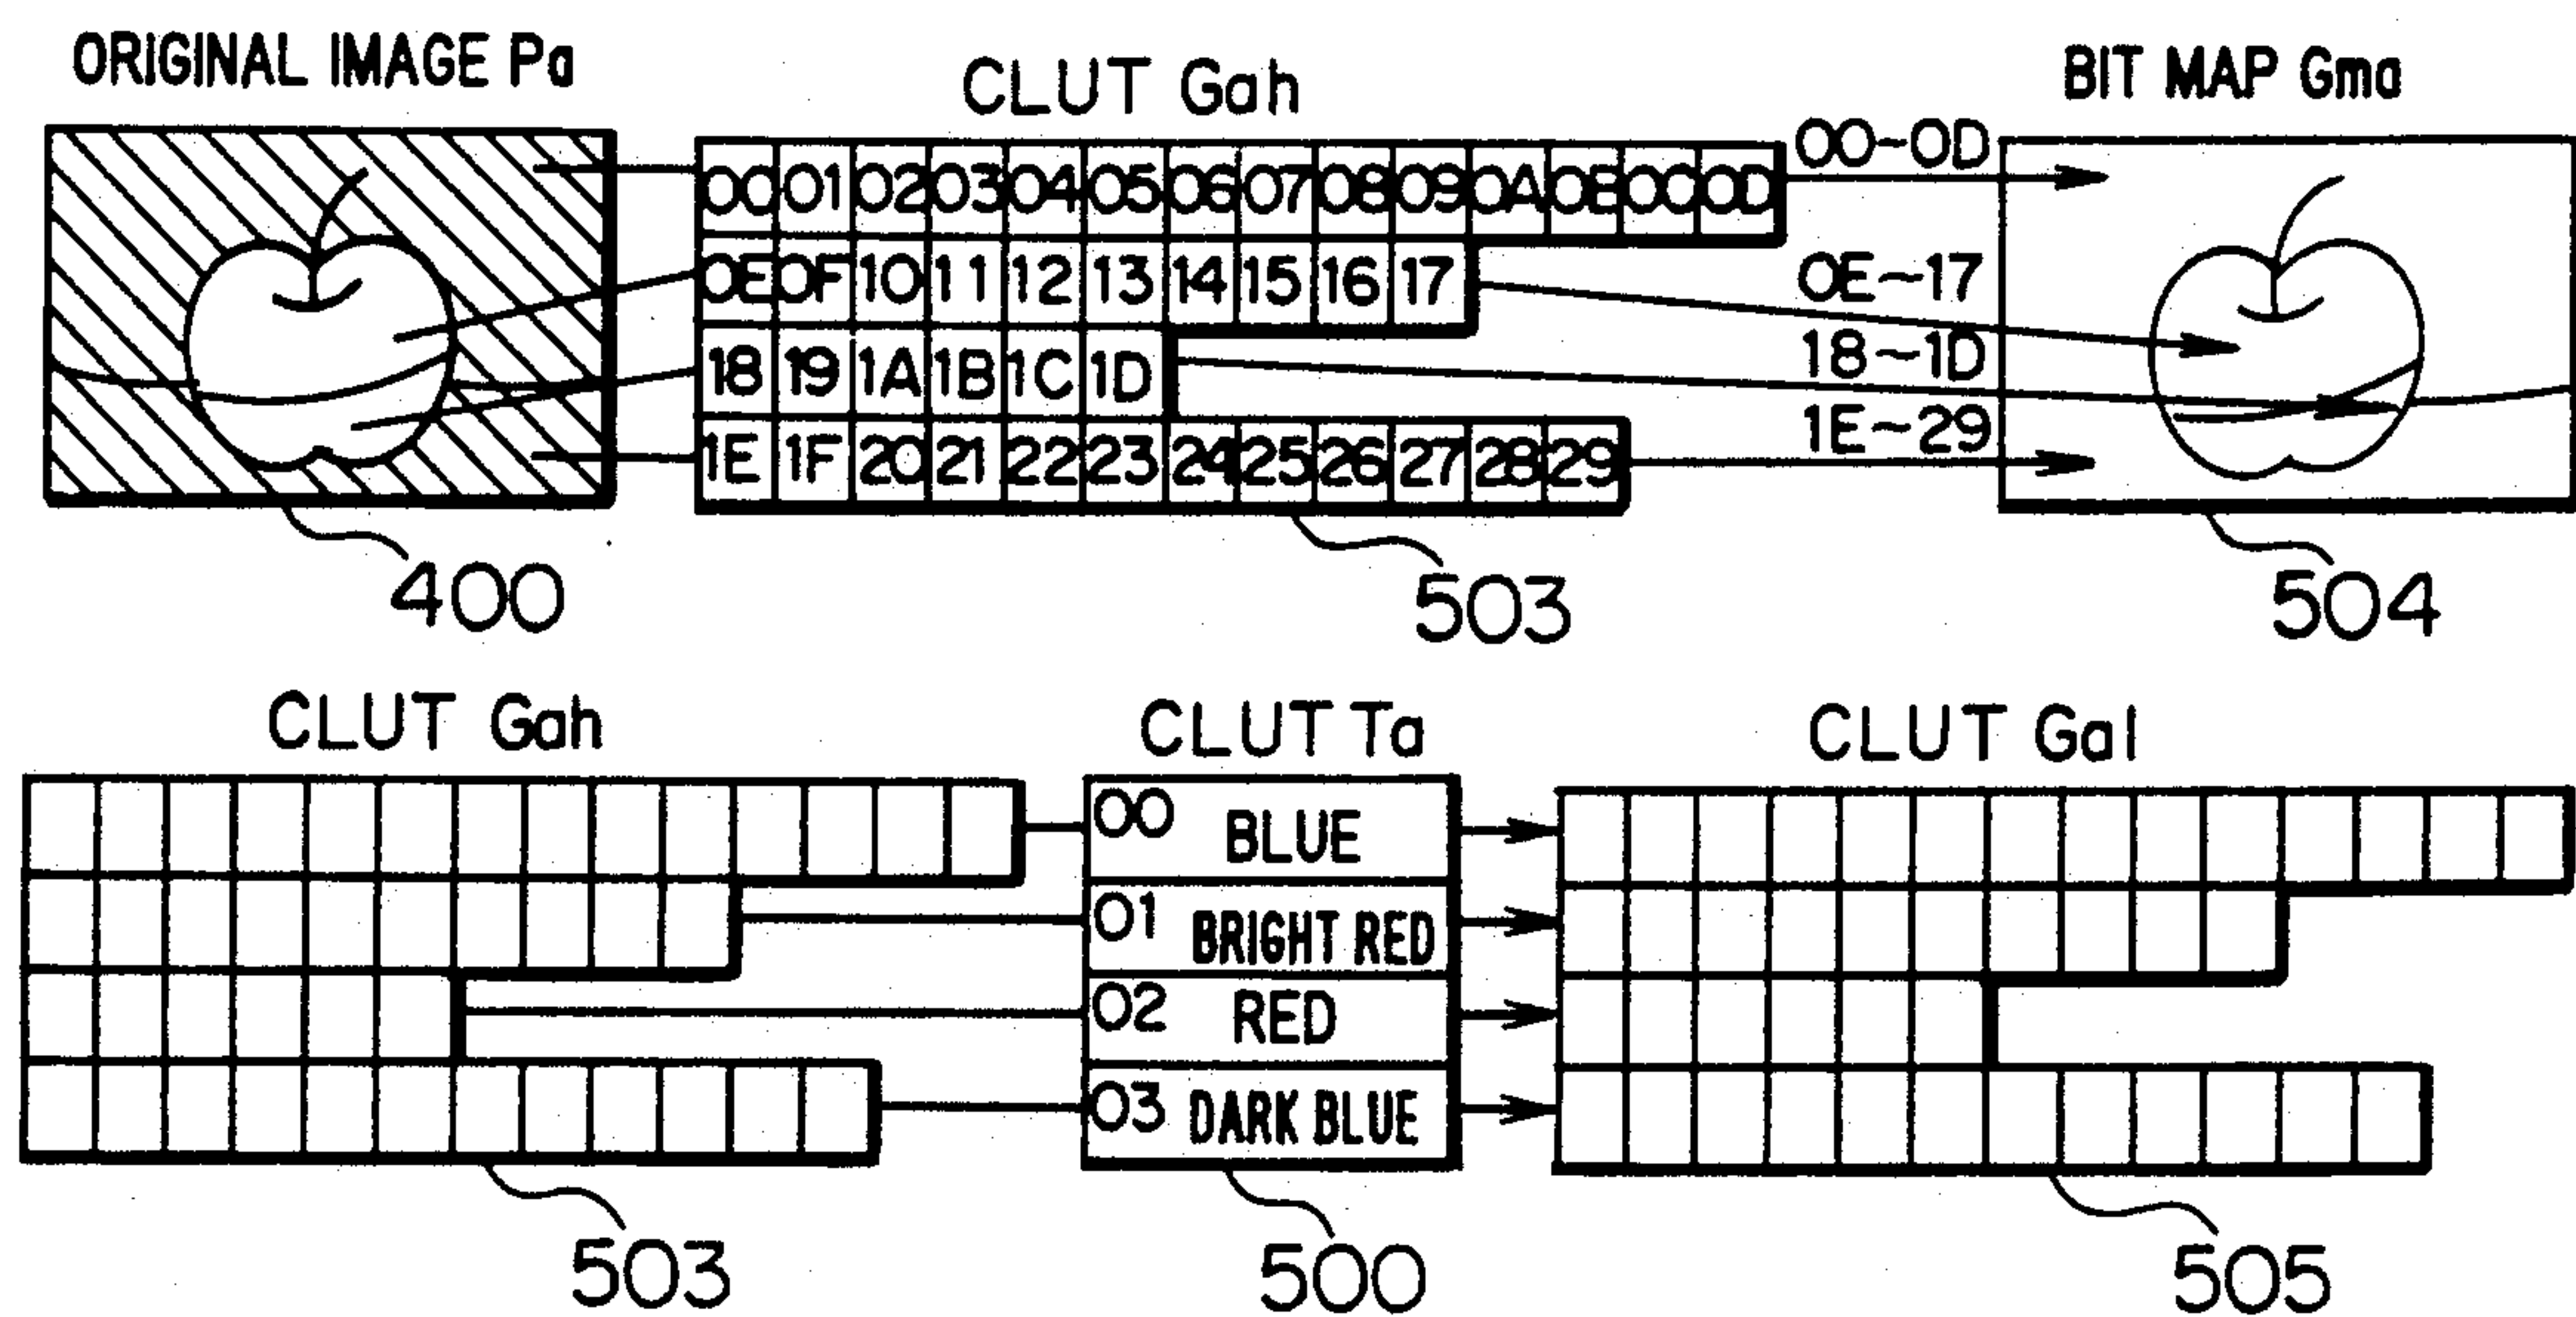 ORIGINAL IMAGE Pa
CLUT Gah
BIT MAP Gma
00 01 02 03 04 05 06 07 08 09 0A 0B 0C 0D
00-0D
0E 0F 10 11 12 13 14 15 16 17
0E~17
18 19 1A 1B 1C 1D
18~1D
1E 1F 20 21 22 23 24 25 26 27 28 29
1E~29
400
503
504
CLUT Gah
CLUT Ta
CLUT Gal
00 BLUE
01 BRIGHT RED
02 RED
03 DARK BLUE
503
500
505